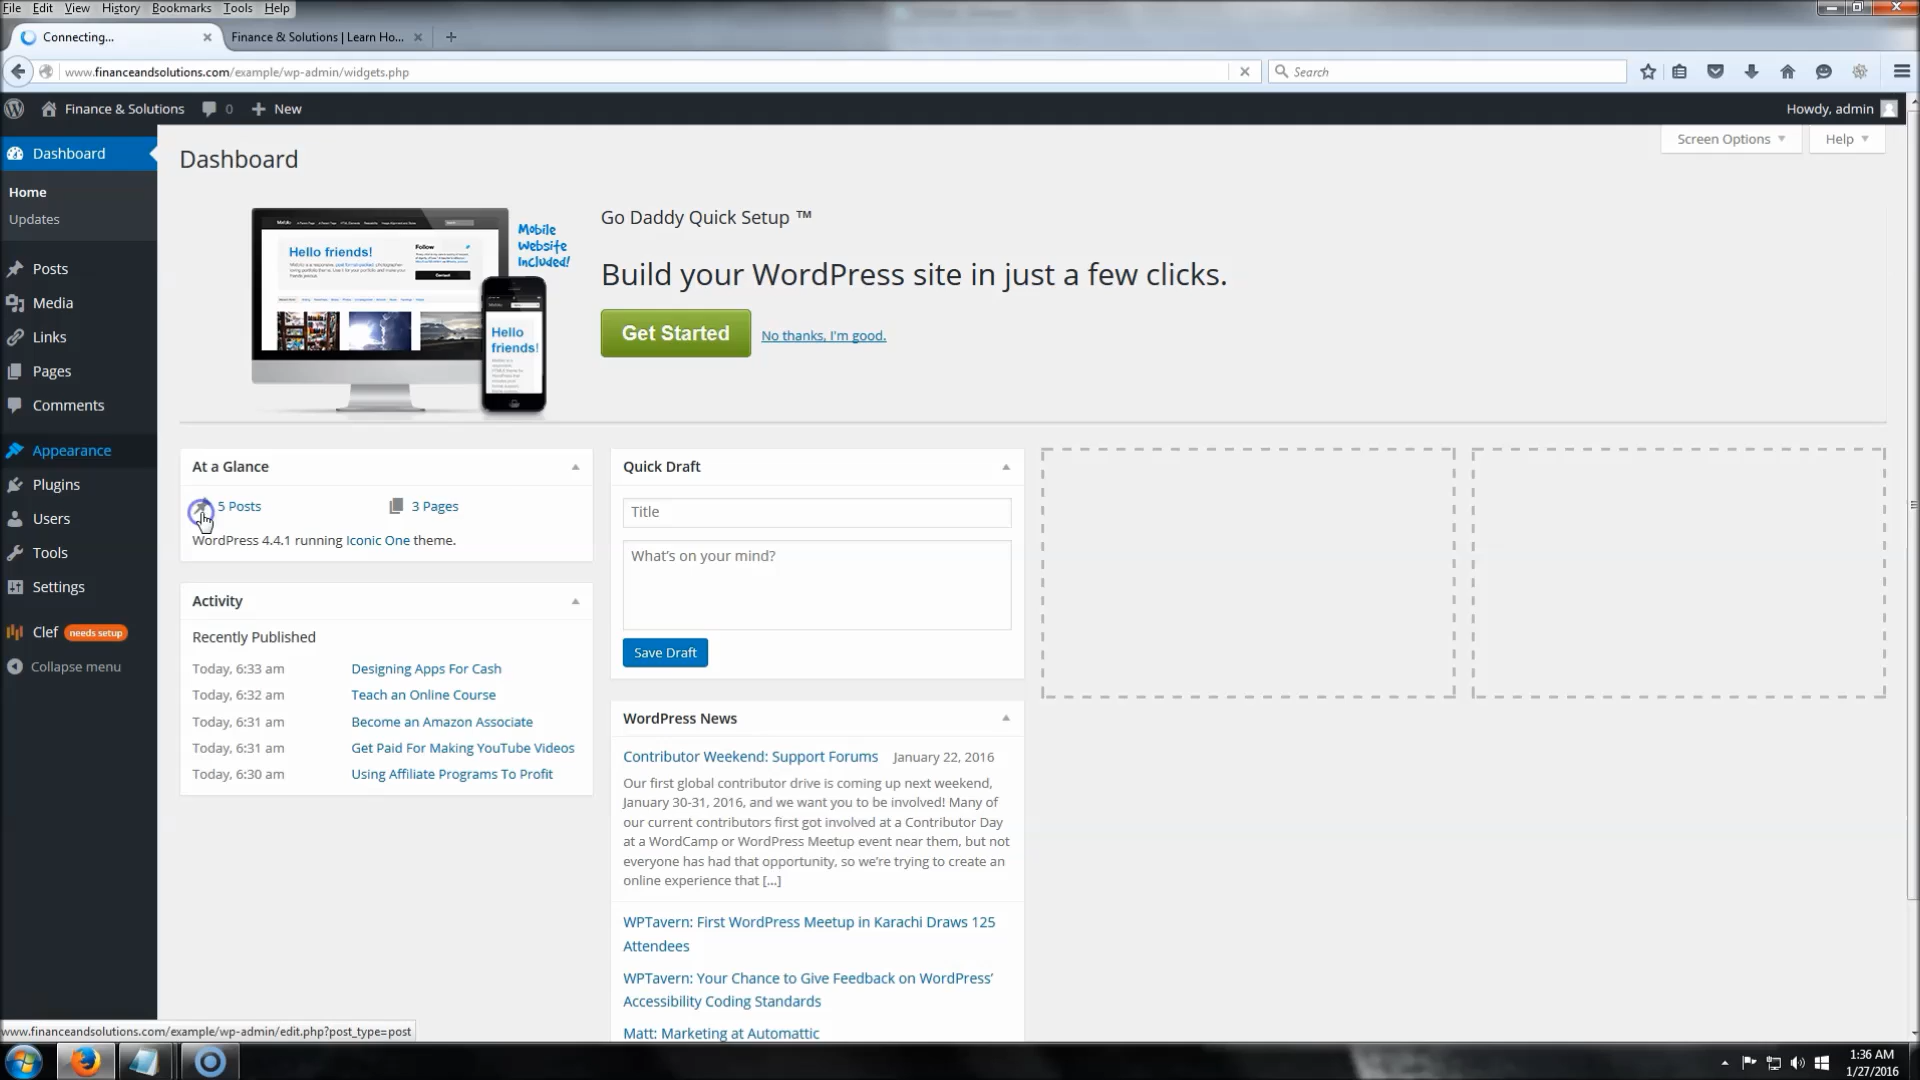 File Edit View History Bookmarks Tools Help
Connecting...
Finance & Solutions | Learn Ho...
www.financeandsolutions.com/example/wp-admin/widgets.php
Search
Finance & Solutions 0 New
Howdy, admin
Dashboard
Home
Updates
Posts
Media
Links
Pages
Comments
Appearance
Plugins
Users
Tools
Settings
Clef needs setup
Collapse menu
Screen Options
Help
Dashboard
Hello friends!
Follow
Mobile
Website
Included!
Hello
friends!
Go Daddy Quick Setup ™
Build your WordPress site in just a few clicks.
Get Started
No thanks, I'm good.
At a Glance
5 Posts
3 Pages
WordPress 4.4.1 running Iconic One theme.
Activity
Recently Published
Today, 6:33 am Designing Apps For Cash
Today, 6:32 am Teach an Online Course
Today, 6:31 am Become an Amazon Associate
Today, 6:31 am Get Paid For Making YouTube Videos
Today, 6:30 am Using Affiliate Programs To Profit
Quick Draft
Title
What's on your mind?
Save Draft
WordPress News
Contributor Weekend: Support Forums January 22, 2016
Our first global contributor drive is coming up next weekend,
January 30-31, 2016, and we want you to be involved! Many of
our current contributors first got involved at a Contributor Day
at a WordCamp or WordPress Meetup event near them, but not
everyone has had that opportunity, so we're trying to create an
online experience that [...]
WPTavern: First WordPress Meetup in Karachi Draws 125
Attendees
WPTavern: Your Chance to Give Feedback on WordPress'
Accessibility Coding Standards
Matt: Marketing at Automattic
www.financeandsolutions.com/example/wp-admin/edit.php?post_type=post
1:36 AM
1/27/2016